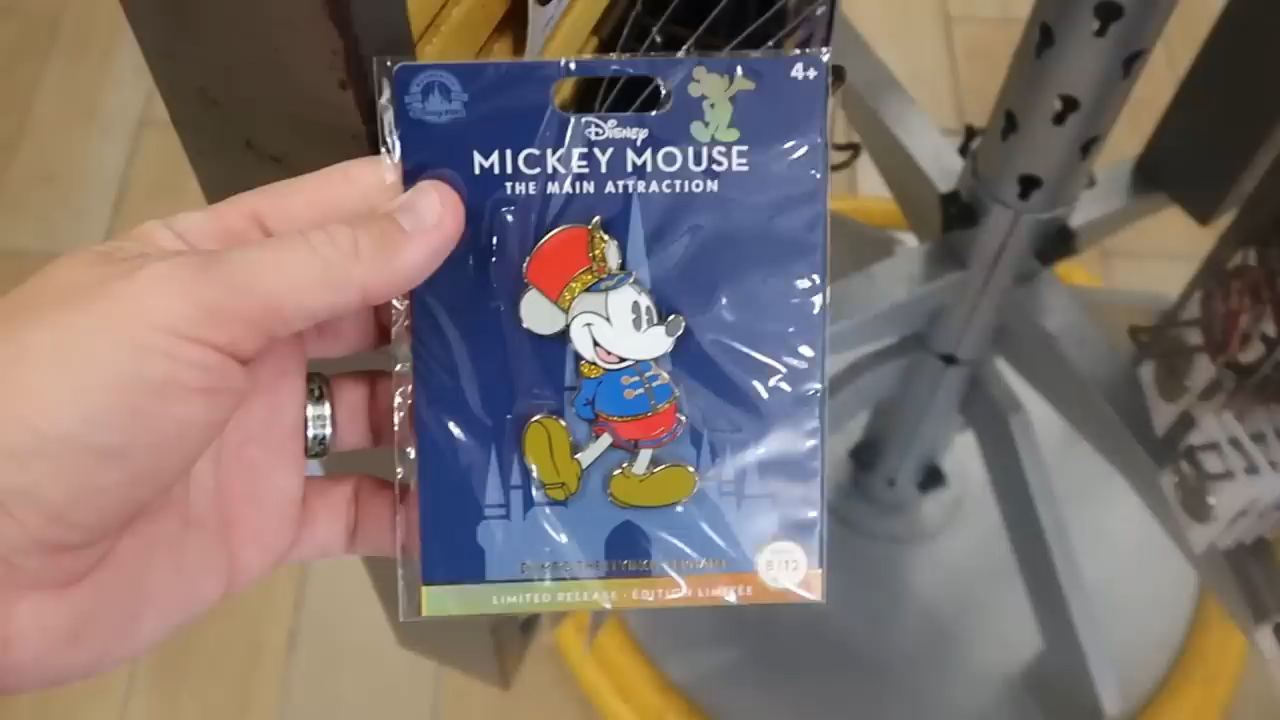 4+
Disney
MICKEY MOUSE
THE MAIN ATTRACTION
8/12
LIMITED RELEASE · ÉDITION LIMITÉE